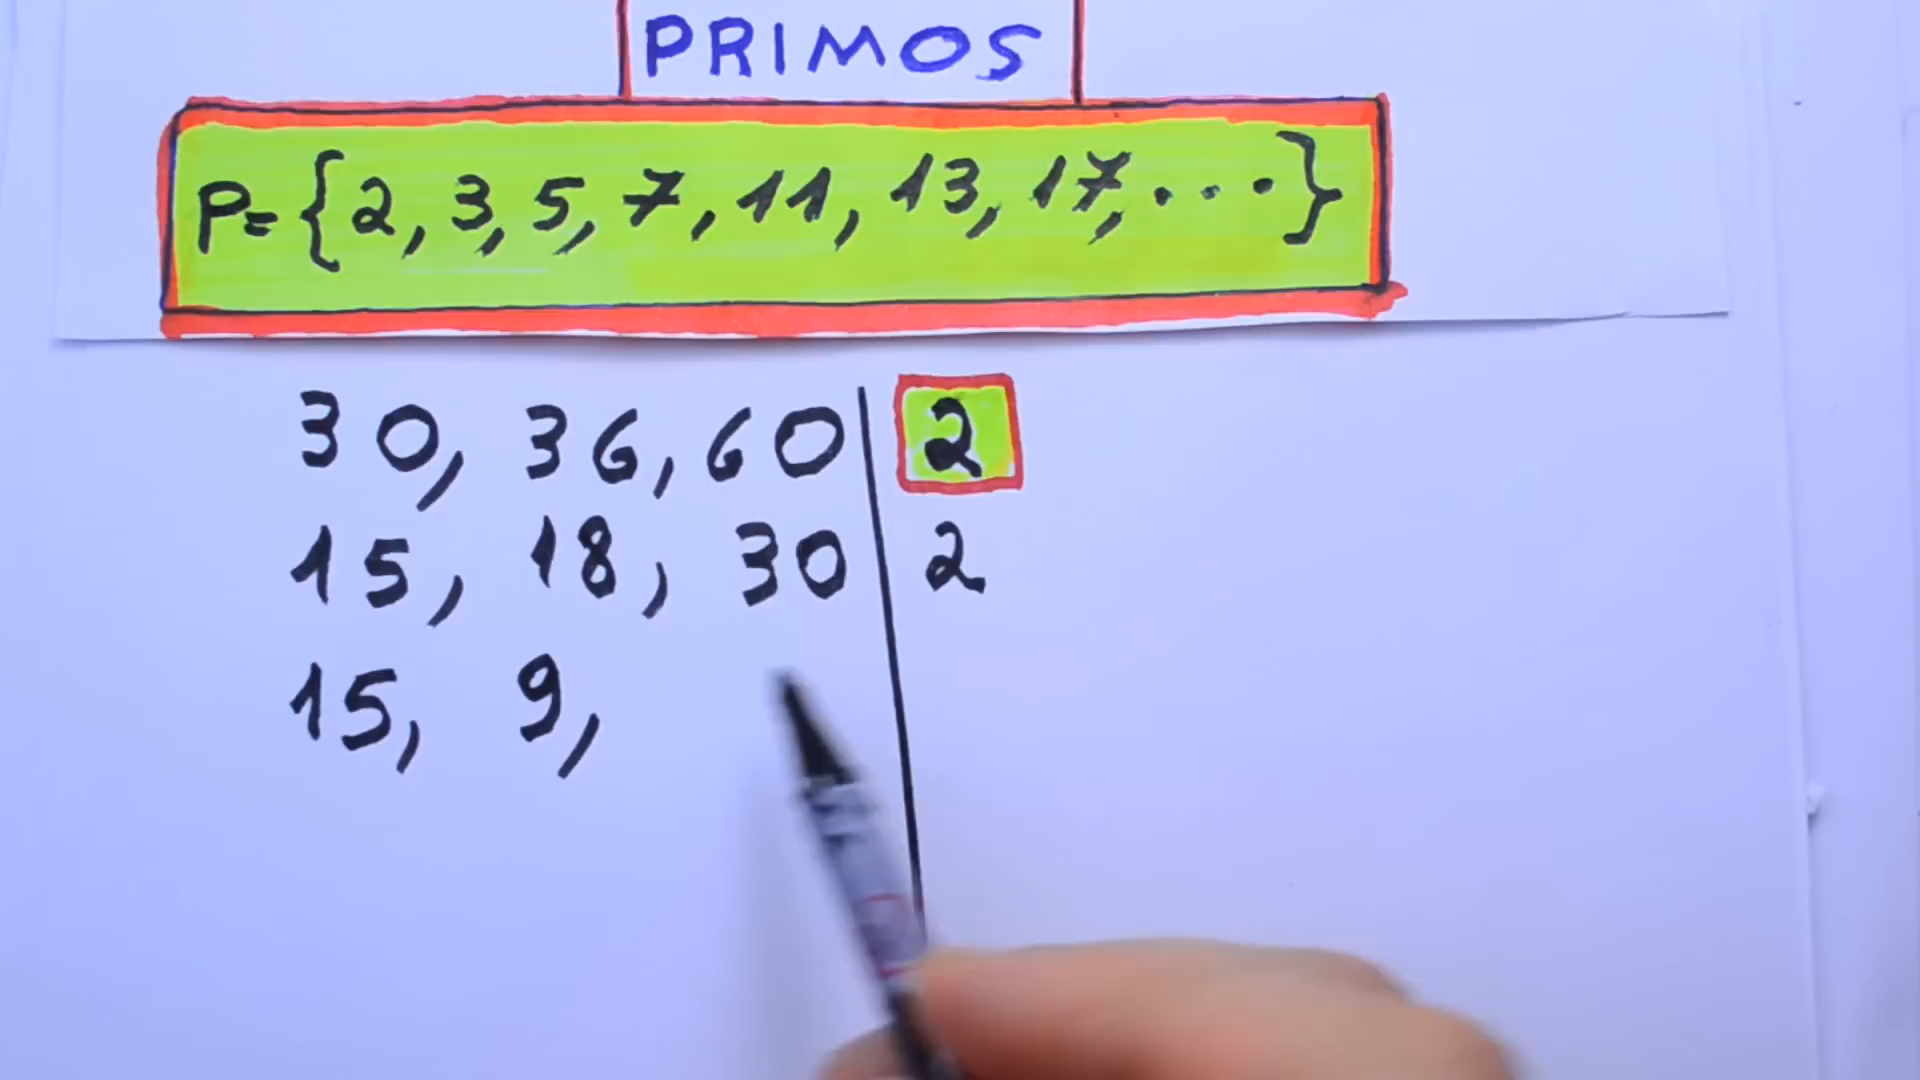 PRIMOS
P={2,3,5,7,11,13,17,...}
30, 36, 60 | 2
15, 18, 30 | 2
15, 9,